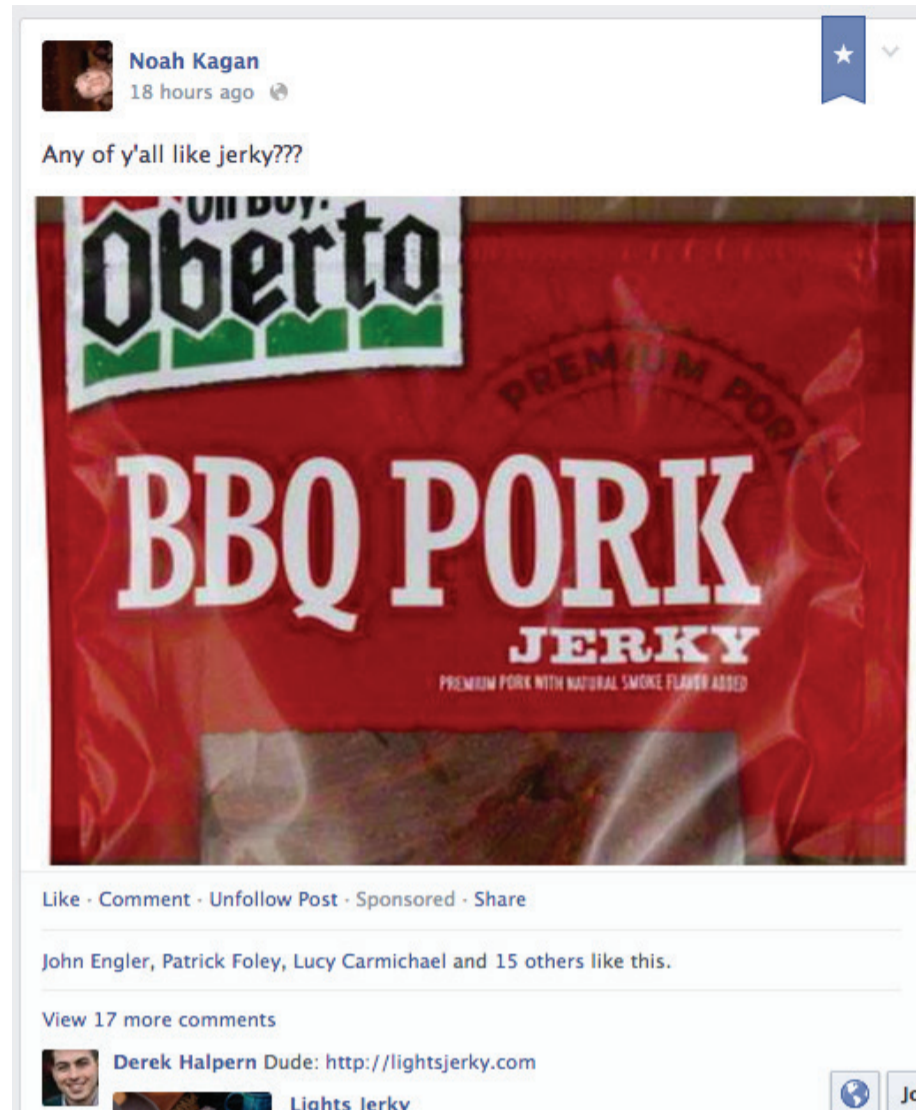 Noah Kagan
18 hours ago
Any of y'all like jerky???
Oh Boy!
Oberto
PREMIUM PORK
BBQ PORK
JERKY
PREMIUM PORK WITH NATURAL SMOKE FLAVOR ADDED
Like · Comment · Unfollow Post · Sponsored · Share
John Engler, Patrick Foley, Lucy Carmichael and 15 others like this.
View 17 more comments
Derek Halpern Dude: http://lightsjerky.com
Lights Jerky